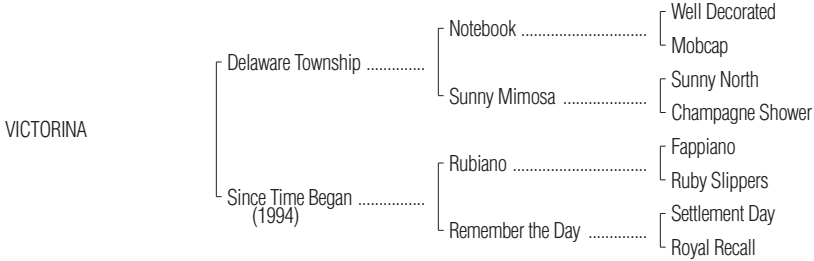 Well Decorated
Notebook ..............................
Mobcap
Delaware Township ..............
Sunny North
Sunny Mimosa ....................
Champagne Shower
VICTORINA
Fappiano
Rubiano ................................
Ruby Slippers
Since Time Began ................
(1994)
Settlement Day
Remember the Day ..............
Royal Recall